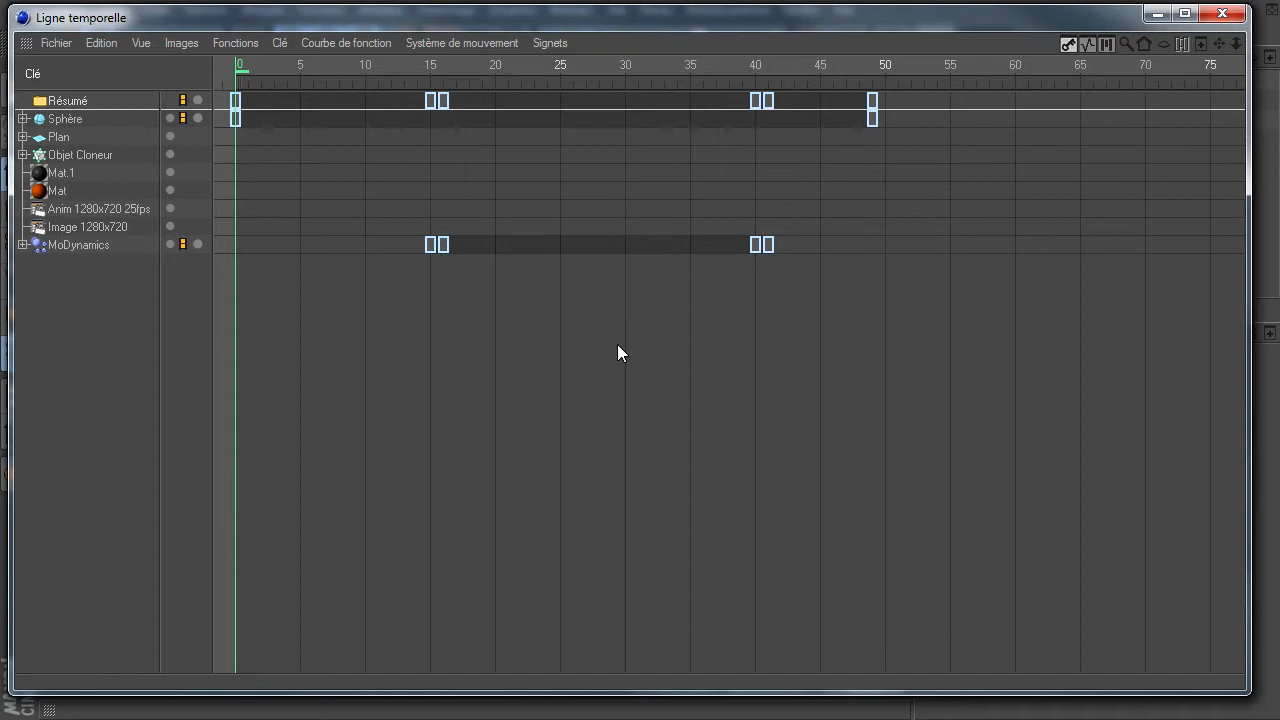 Ligne temporelle
Fichier Edition Vue Images Fonctions Clé Courbe de fonction Système de mouvement Signets
Clé
0 5 10 15 20 25 30 35 40 45 50 55 60 65 70 75
Résumé
Sphère
Plan
Objet Cloneur
Mat.1
Mat
Anim 1280x720 25fps
Image 1280x720
MoDynamics